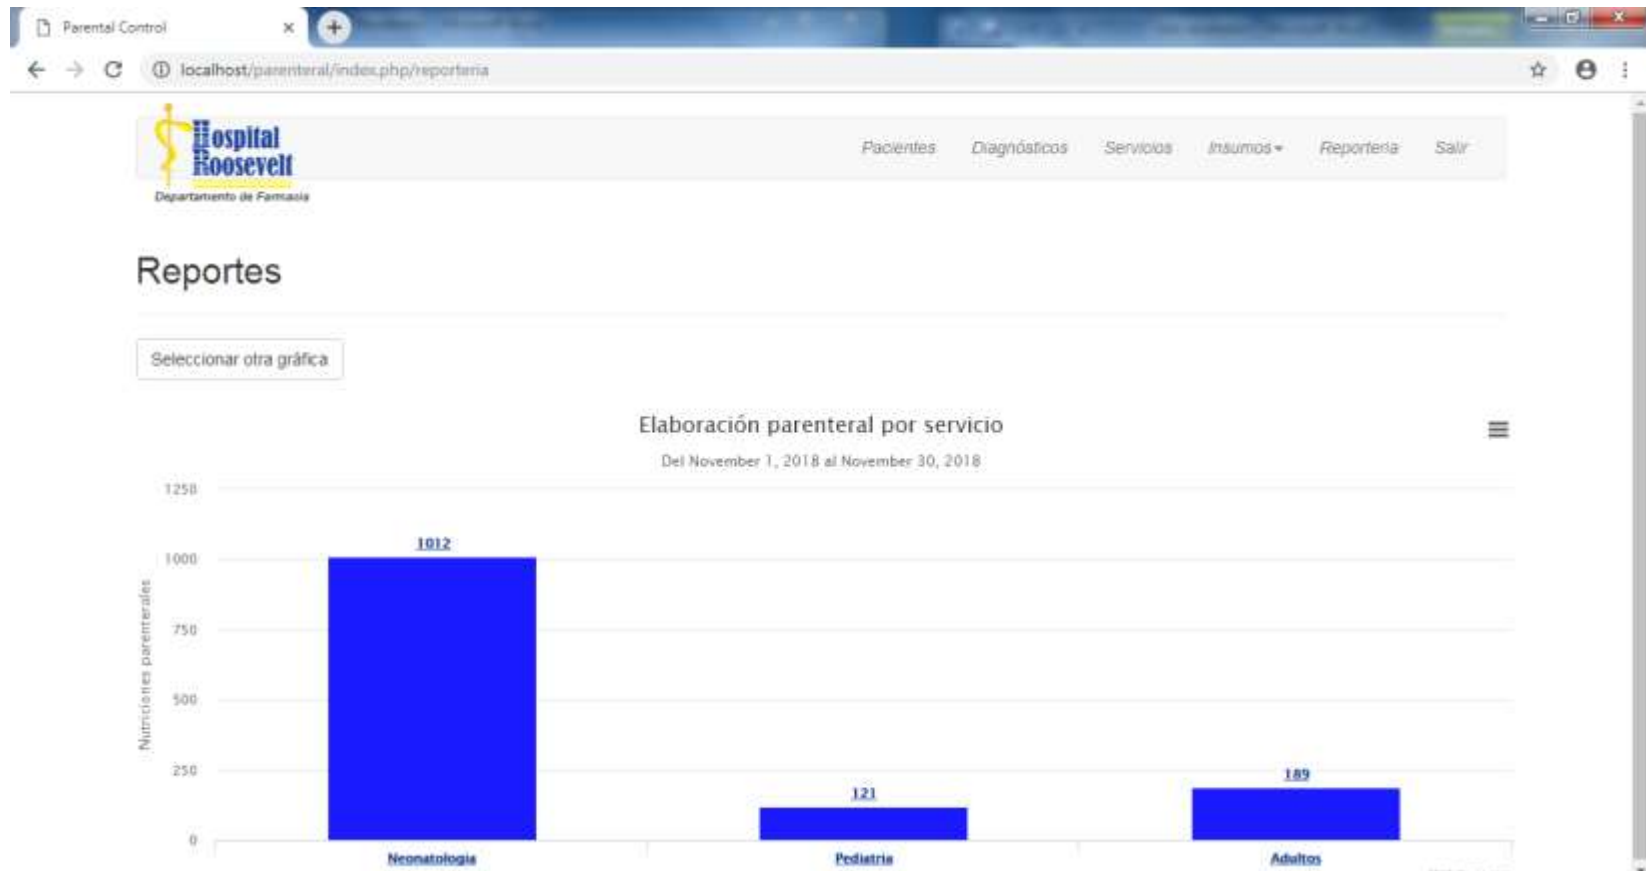 Parental Control
localhost/parenteral/index.php/reporteria
Hospital
Roosevelt
Departamento de Farmacia
Pacientes Diagnósticos Servicios Insumos Reporteria Salir
Reportes
Seleccionar otra gráfica
Elaboración parenteral por servicio
Del November 1, 2018 al November 30, 2018
Nutriciones parenterales
1250
1000
750
500
250
0
1012
121
189
Neonatologia Pediatria Adultos